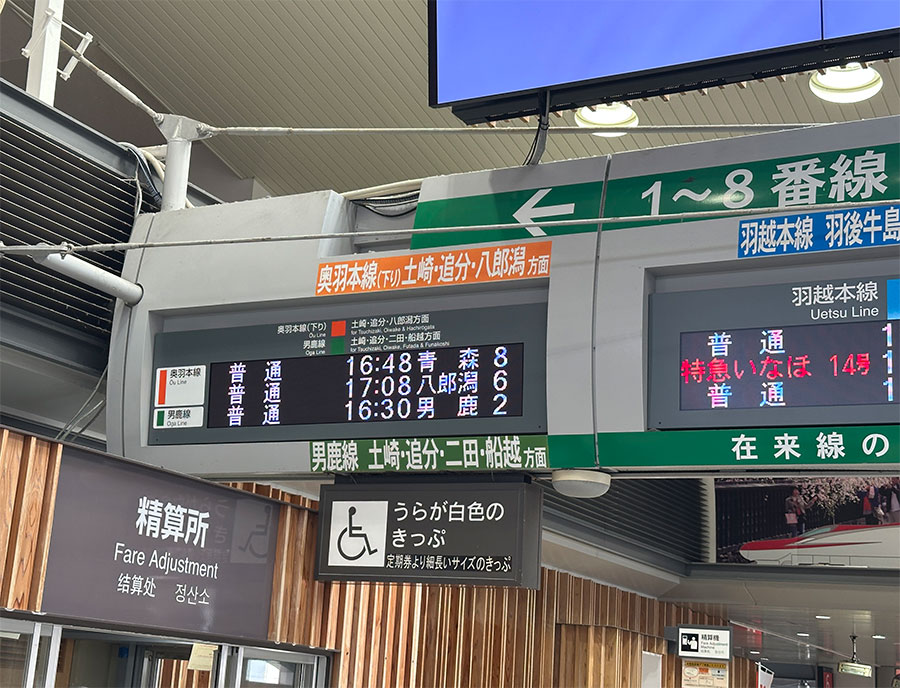 1～8番線
羽越本線 羽後牛島
奥羽本線(下り)土崎・追分・八郎潟方面
奥羽本線(下り)
Ou Line
土崎・追分・八郎潟方面
for Tsuchizaki, Oiwake & Hachirogata
男鹿線
Oga Line
土崎・追分・二田・船越方面
for Tsuchizaki, Oiwake, Futada & Funakoshi
奥羽本線
Ou Line
男鹿線
Oga Line
普通 16:48 青森 8
普通 17:08 八郎潟 6
普通 16:30 男鹿 2
羽越本線
Uetsu Line
普通 1
特急いなほ 14号 1
普通 1
男鹿線 土崎・追分・二田・船越方面
在来線の
精算所
Fare Adjustment
结算处 정산소
うらが白色の
きっぷ
定期券より細長いサイズのきっぷ
精算機
Fare Adjustment
Machine